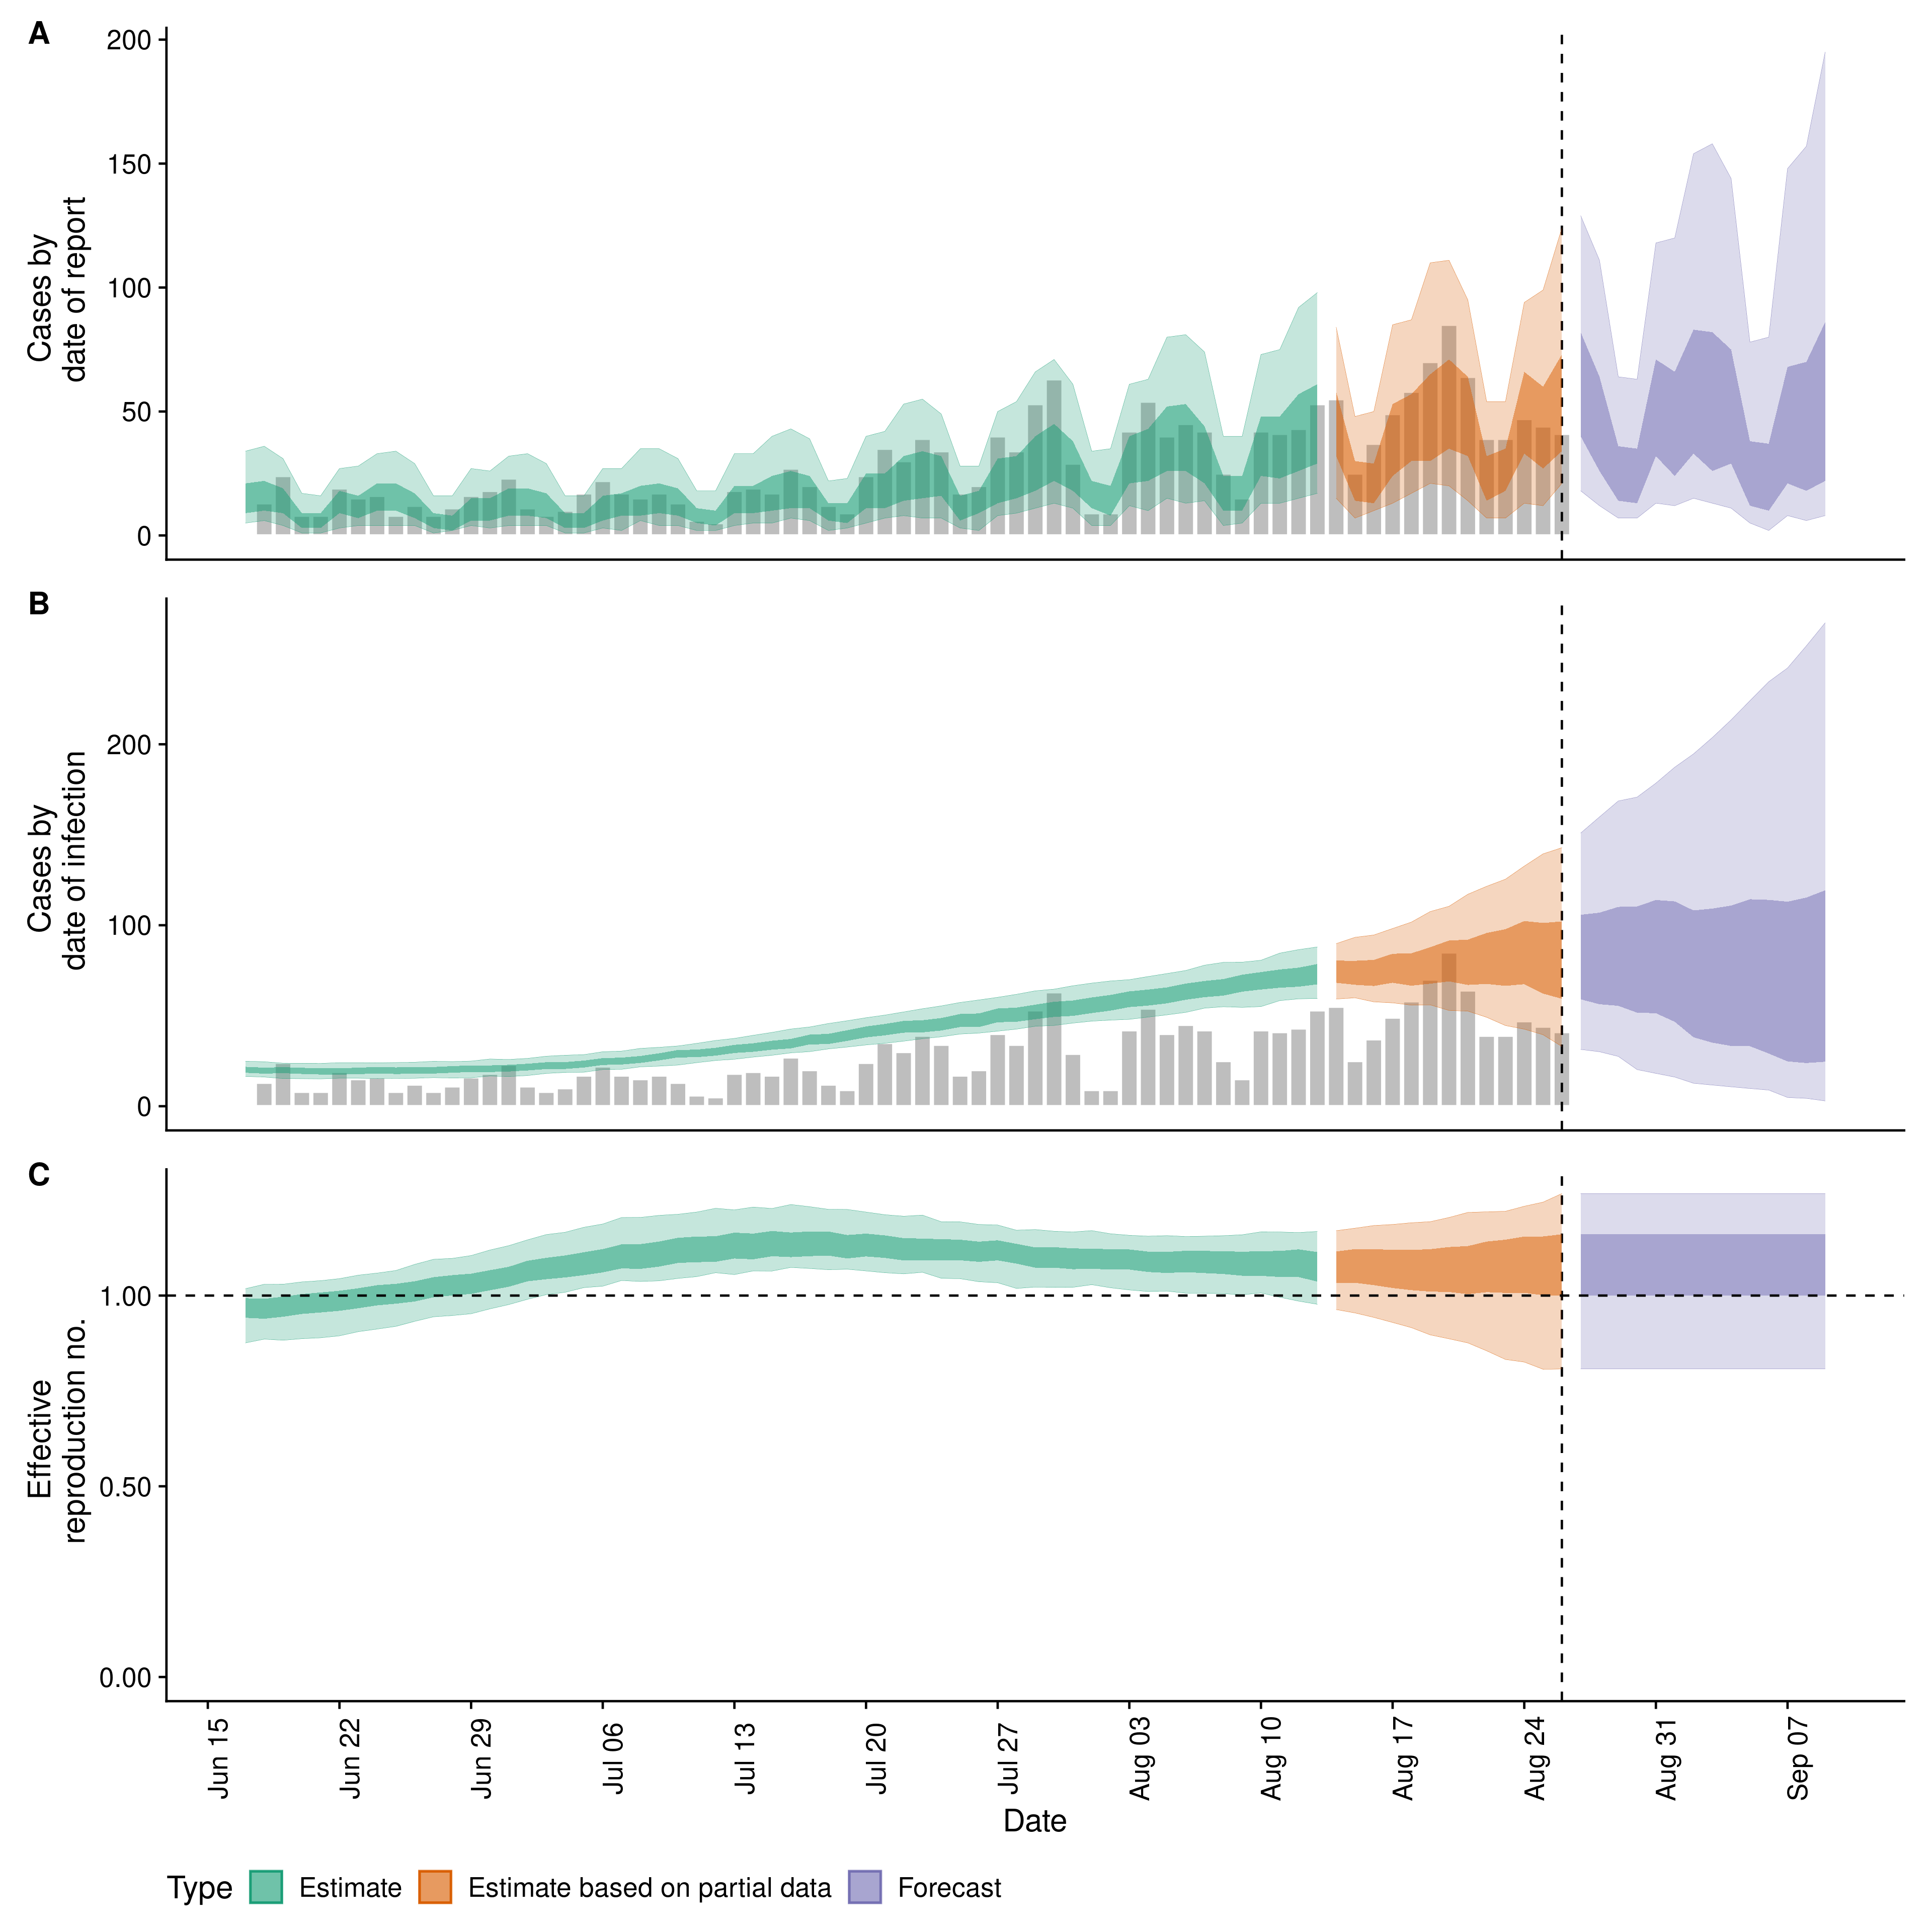 A
200
150
100
50
0
Cases by
date of report
B
200
100
0
Cases by
date of infection
C
1.00
0.50
0.00
Effective
reproduction no.
Jun 15
Jun 22
Jun 29
Jul 06
Jul 13
Jul 20
Jul 27
Aug 03
Aug 10
Aug 17
Aug 24
Aug 31
Sep 07
Date
Type Estimate Estimate based on partial data Forecast